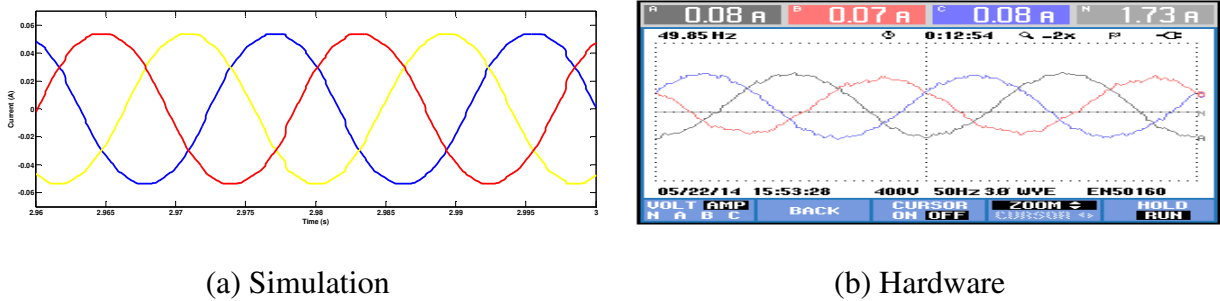 0.06
0.04
0.02
0
-0.02
-0.04
-0.06
Current (A)
2.96 2.965 2.97 2.975 2.98 2.985 2.99 2.995 3
Time (s)
A 0.08 A B 0.07 A C 0.08 A N 1.73 A
49.85 Hz 0:12:54 -2x
05/22/14 15:53:28 400V 50Hz 3.0 WYE EN50160
VOLT AMP
N A B C
BACK
CURSOR
ON OFF
ZOOM
CURSOR
HOLD
RUN
(a) Simulation
(b) Hardware